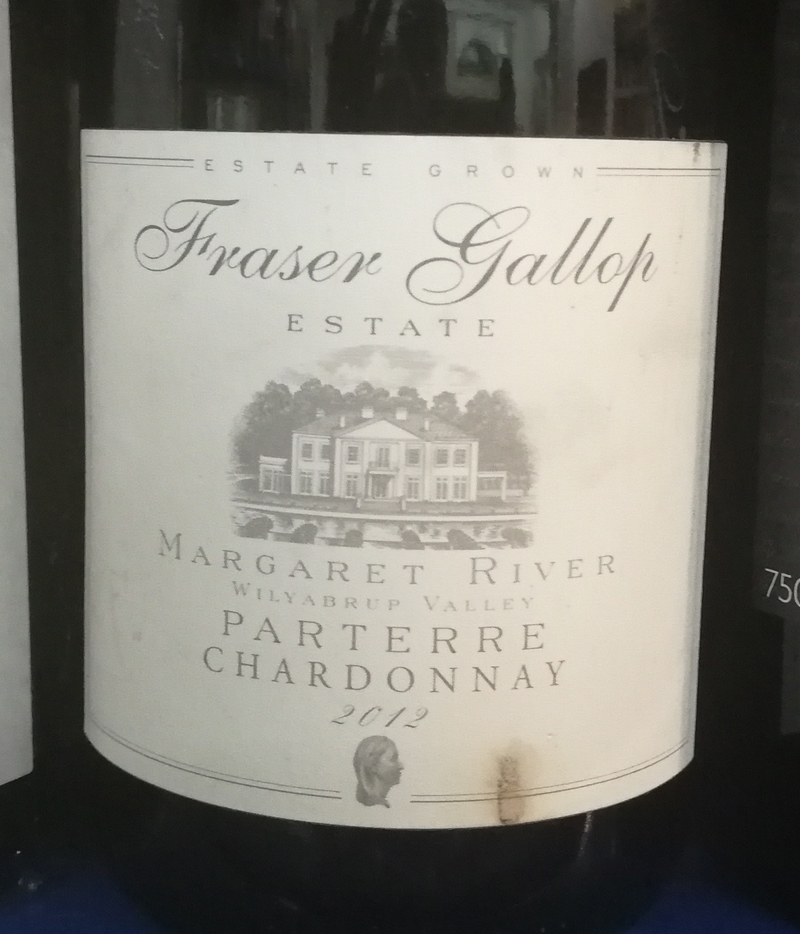 ESTATE GROWN
Fraser Gallop
ESTATE
MARGARET RIVER
WILYABRUP VALLEY
PARTERRE
CHARDONNAY
2012
750